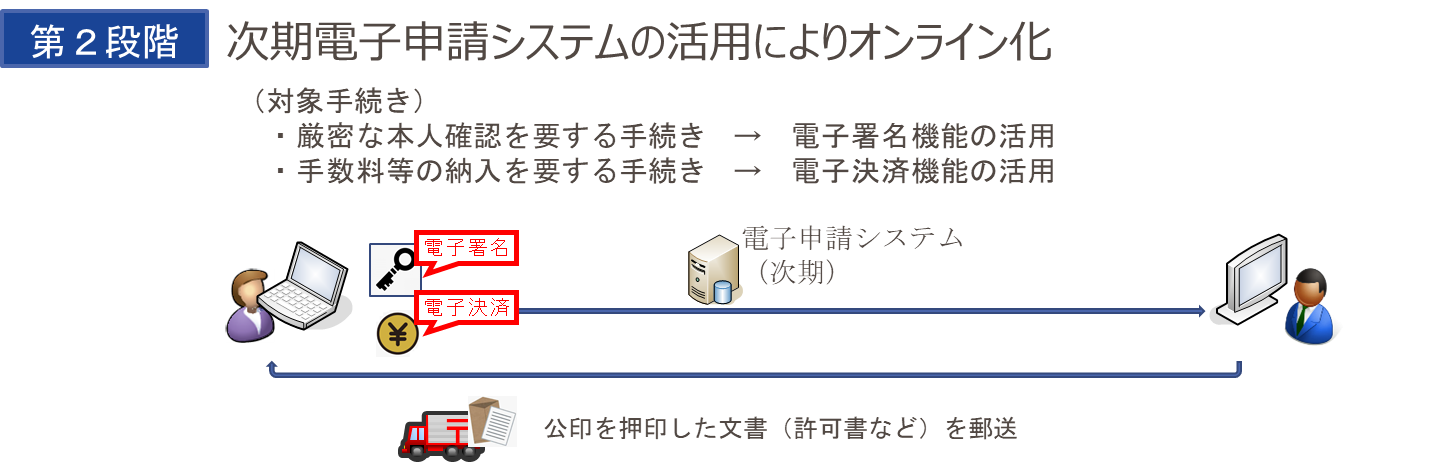 第２段階
次期電子申請システムの活用によりオンライン化
（対象手続き）
・厳密な本人確認を要する手続き　→　電子署名機能の活用
・手数料等の納入を要する手続き　→　電子決済機能の活用
電子署名
電子申請システム
（次期）
電子決済
¥
公印を押印した文書（許可書など）を郵送